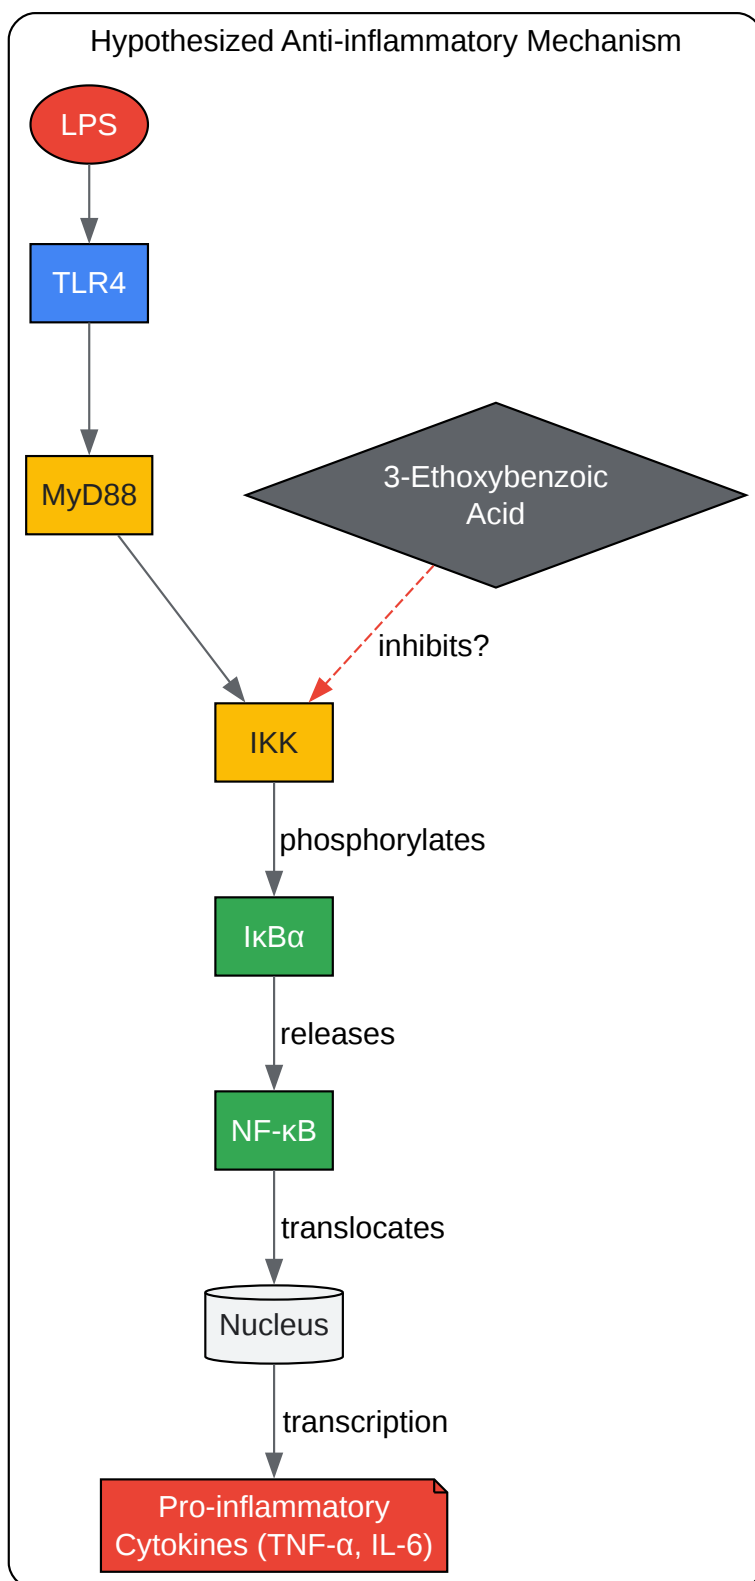 Hypothesized Anti-inflammatory Mechanism
LPS
TLR4
MyD88
3-Ethoxybenzoic
Acid
inhibits?
IKK
phosphorylates
IκBα
releases
NF-κB
translocates
Nucleus
transcription
Pro-inflammatory
Cytokines (TNF-α, IL-6)